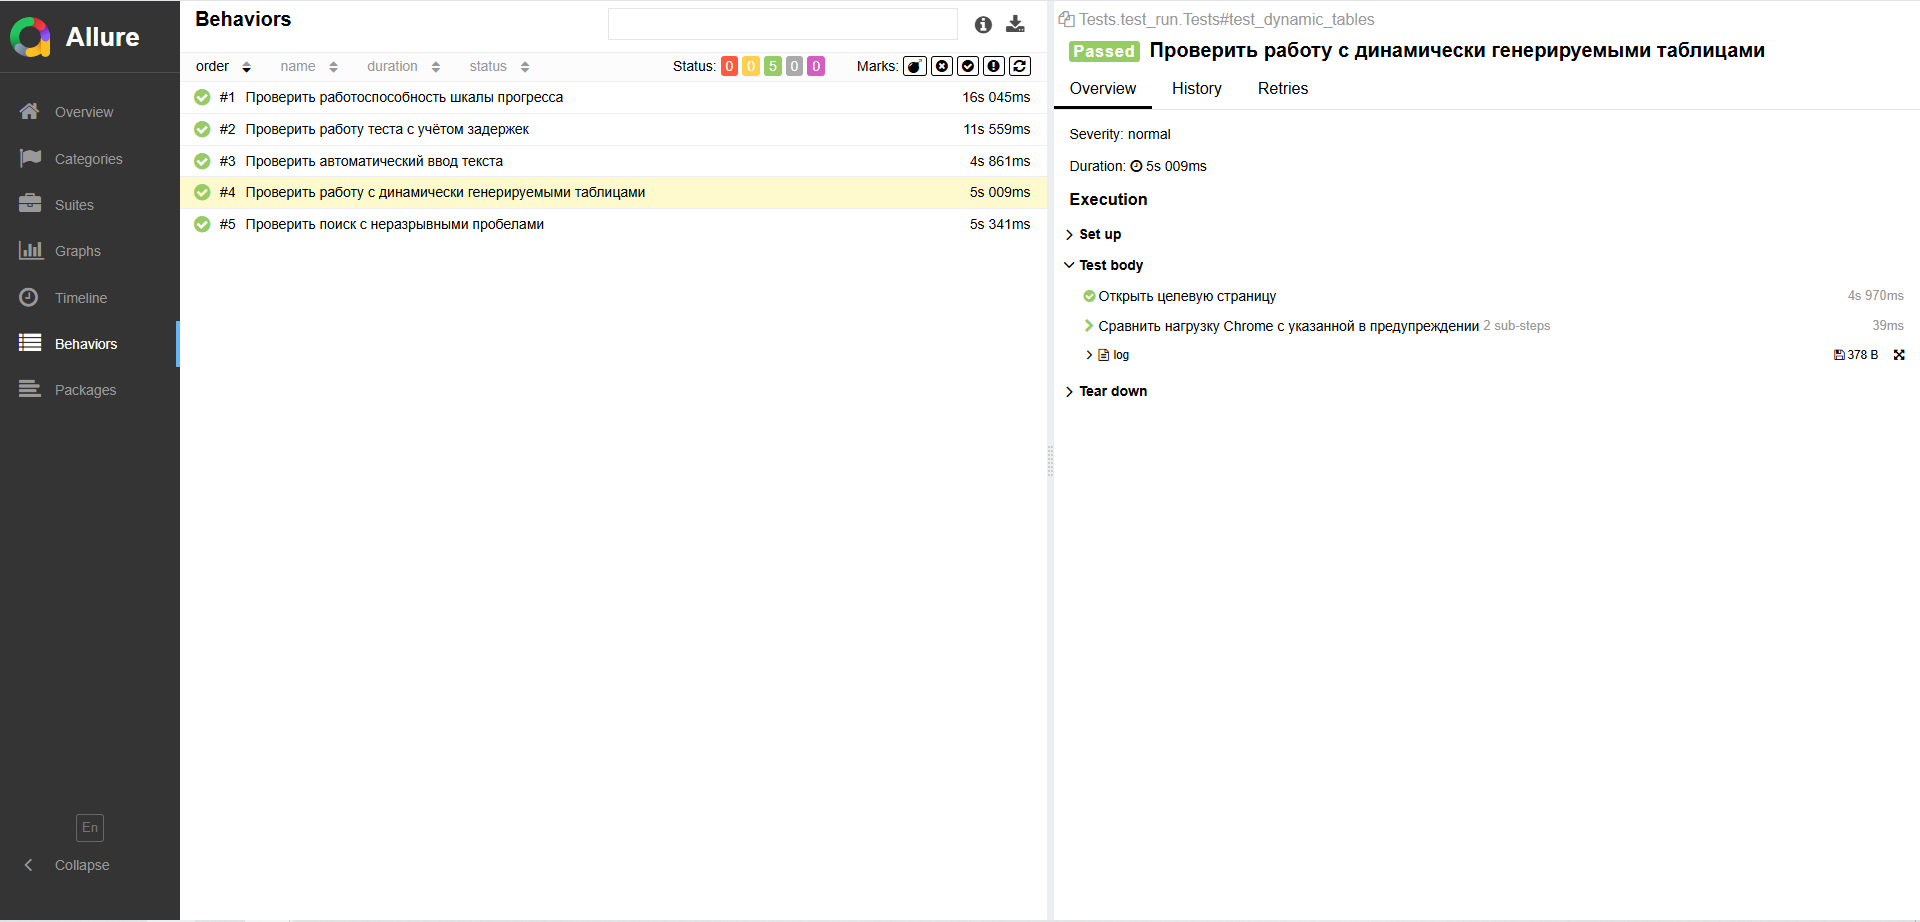 Allure
Overview
Categories
Suites
Graphs
Timeline
Behaviors
Packages
En
Collapse
Behaviors
order name duration status Status: 0 0 5 0 0 Marks:
#1 Проверить работоспособность шкалы прогресса 16s 045ms
#2 Проверить работу теста с учётом задержек 11s 559ms
#3 Проверить автоматический ввод текста 4s 861ms
#4 Проверить работу с динамически генерируемыми таблицами 5s 009ms
#5 Проверить поиск с неразрывными пробелами 5s 341ms
Tests.test_run.Tests#test_dynamic_tables
Passed Проверить работу с динамически генерируемыми таблицами
Overview History Retries
Severity: normal
Duration: 5s 009ms
Execution
Set up
Test body
Открыть целевую страницу 4s 970ms
Сравнить нагрузку Chrome с указанной в предупреждении 2 sub-steps 39ms
log 378 B
Tear down